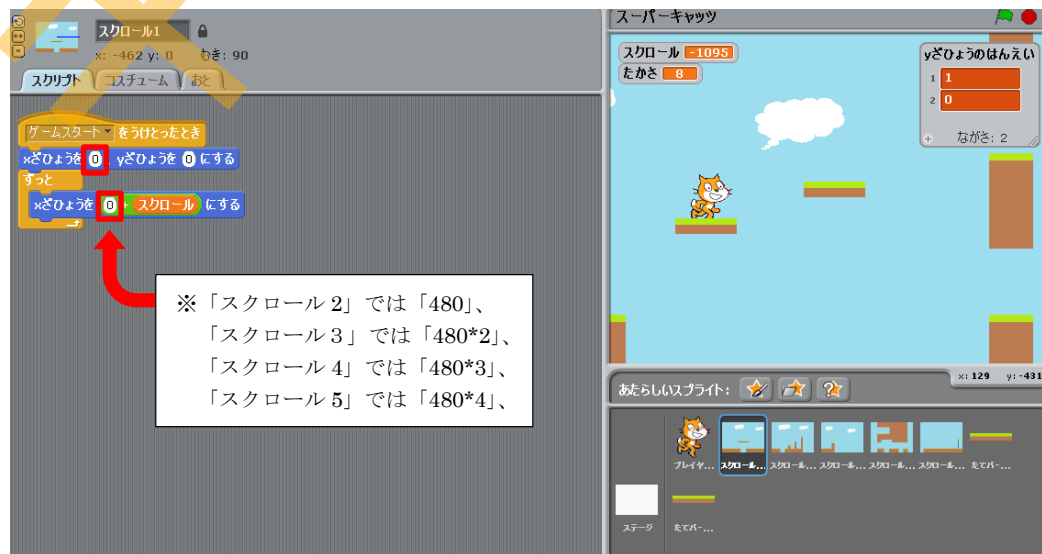 スクロール1
x: -462 y: 0 むき: 90
スクリプト コスチューム おと
ゲームスタート をうけとったとき
xざひょうを 0 、yざひょうを 0 にする
ずっと
xざひょうを 0 + スクロール にする
※「スクロール 2」では「480」、
「スクロール３」では「480*2」、
「スクロール 4」では「480*3」、
「スクロール 5」では「480*4」、
スーパーキャッツ
スクロール -1095
たかさ 8
yざひょうのはんえい
1 1
2 0
+ ながさ: 2
x: 129 y: -431
あたらしいスプライト:
プレイヤ... スクロール... スクロール... スクロール... スクロール... スクロール... たてバー...
ステージ たてバー...